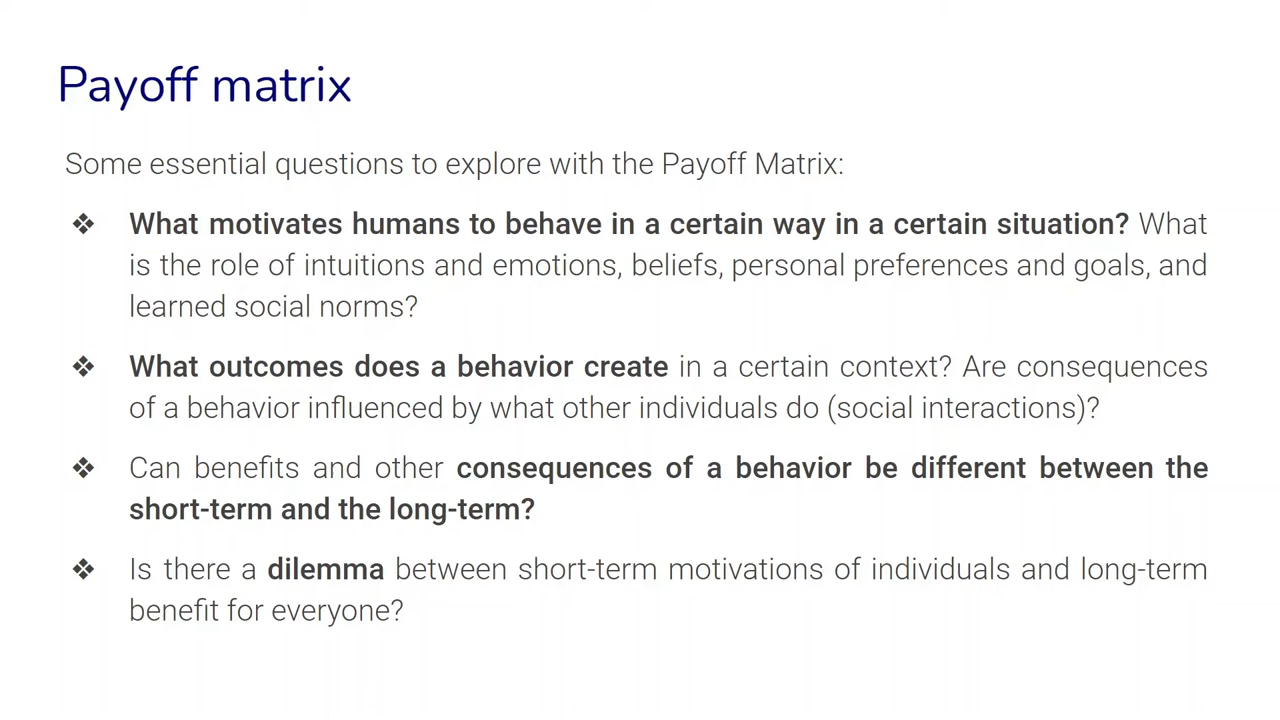 Payoff matrix
Some essential questions to explore with the Payoff Matrix:
❖ What motivates humans to behave in a certain way in a certain situation? What
is the role of intuitions and emotions, beliefs, personal preferences and goals, and
learned social norms?
❖ What outcomes does a behavior create in a certain context? Are consequences
of a behavior influenced by what other individuals do (social interactions)?
❖ Can benefits and other consequences of a behavior be different between the
short-term and the long-term?
❖ Is there a dilemma between short-term motivations of individuals and long-term
benefit for everyone?